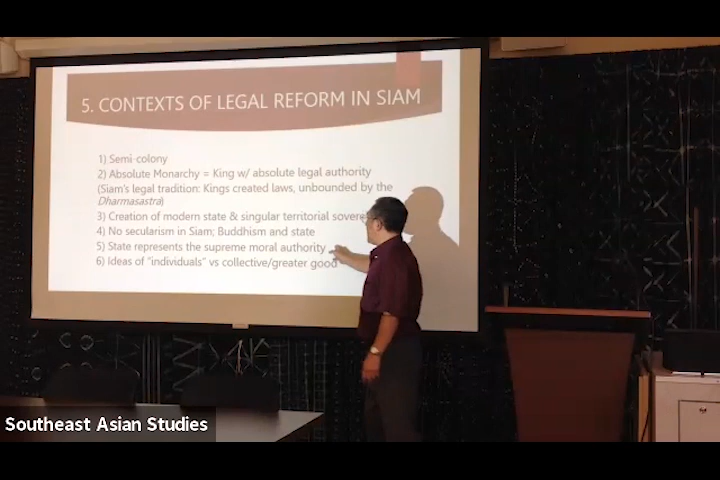 5. CONTEXTS OF LEGAL REFORM IN SIAM
1) Semi-colony
2) Absolute Monarchy = King w/ absolute legal authority
(Siam's legal tradition: Kings created laws, unbounded by the
Dharmasastra)
3) Creation of modern state & singular territorial
4) No secularism in Siam; Buddhism and state
5) State represents the supreme moral authority
6) Ideas of "individuals" vs collective/greater good
Southeast Asian Studies